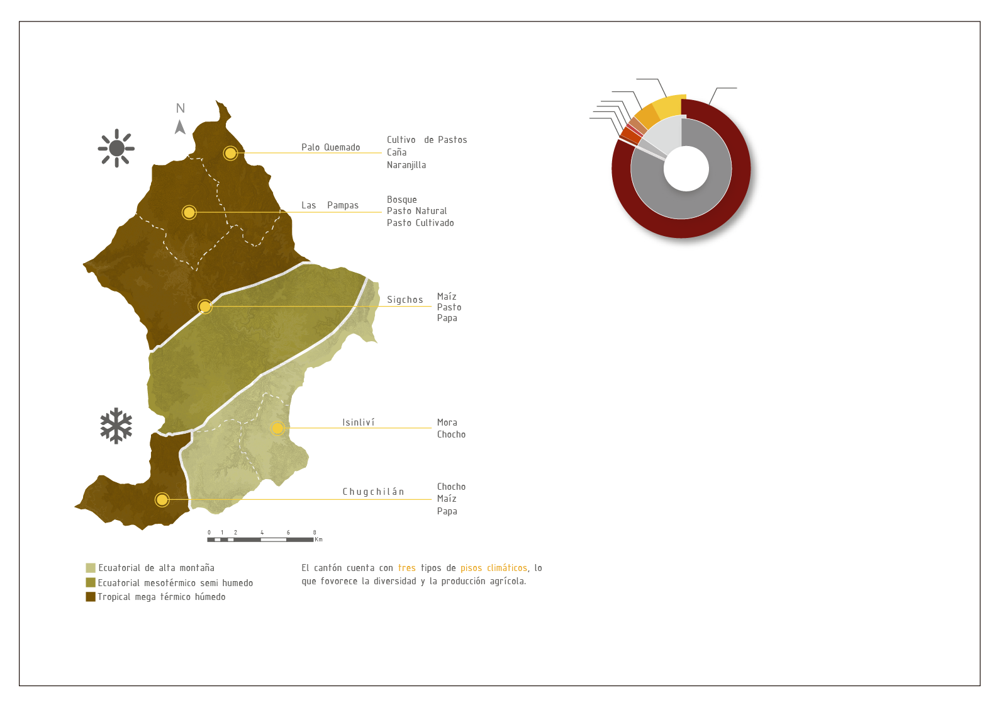 N
Palo Quemado
Cultivo de Pastos
Caña
Naranjilla
Las Pampas
Bosque
Pasto Natural
Pasto Cultivado
Sigchos
Maíz
Pasto
Papa
Isinliví
Mora
Chocho
Chugchilán
Chocho
Maíz
Papa
0 1 2 4 6 8
Km
Ecuatorial de alta montaña
Ecuatorial mesotérmico semi humedo
Tropical mega térmico húmedo
El cantón cuenta con tres tipos de pisos climáticos, lo
que fovorece la diversidad y la producción agrícola.